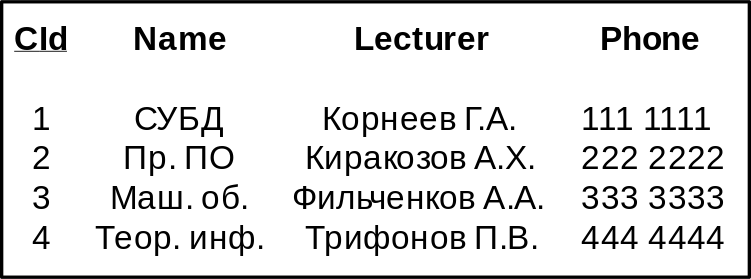 CId Name Lecturer Phone
1 СУБД Корнеев Г.А. 111 1111
2 Пр. ПО Киракозов А.Х. 222 2222
3 Маш. об. Фильченков А.А. 333 3333
4 Теор. инф. Трифонов П.В. 444 4444